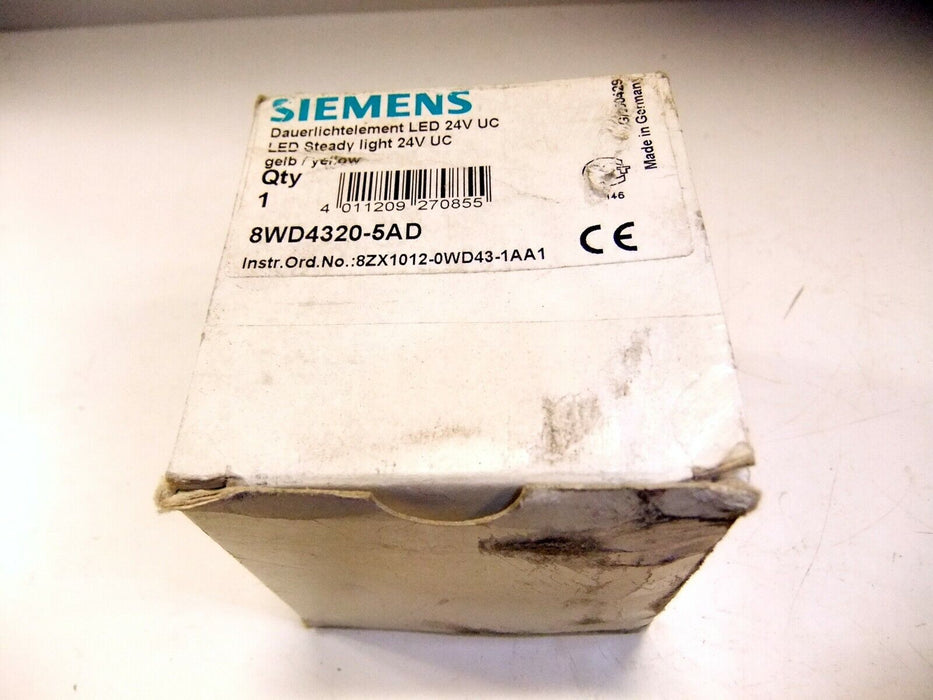 SIEMENS
Dauerlichtelement LED 24V UC
LED Steady light 24V UC
gelb / yellow
Qty
1
4 011209 270855
8WD4320-5AD
Instr.Ord.No.:8ZX1012-0WD43-1AA1
CE
Made in Germany